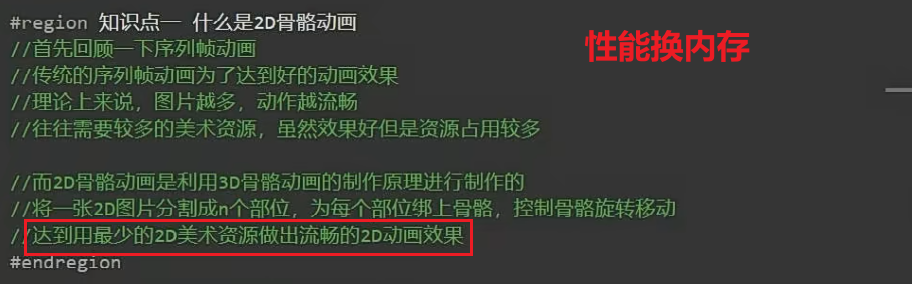 #region 知识点一 什么是2D骨骼动画
//首先回顾一下序列帧动画
//传统的序列帧动画为了达到好的动画效果
//理论上来说，图片越多，动作越流畅
//往往需要较多的美术资源，虽然效果好但是资源占用较多
//而2D骨骼动画是利用3D骨骼动画的制作原理进行制作的
//将一张2D图片分割成n个部位，为每个部位绑上骨骼，控制骨骼旋转移动
//达到用最少的2D美术资源做出流畅的2D动画效果
#endregion
性能换内存